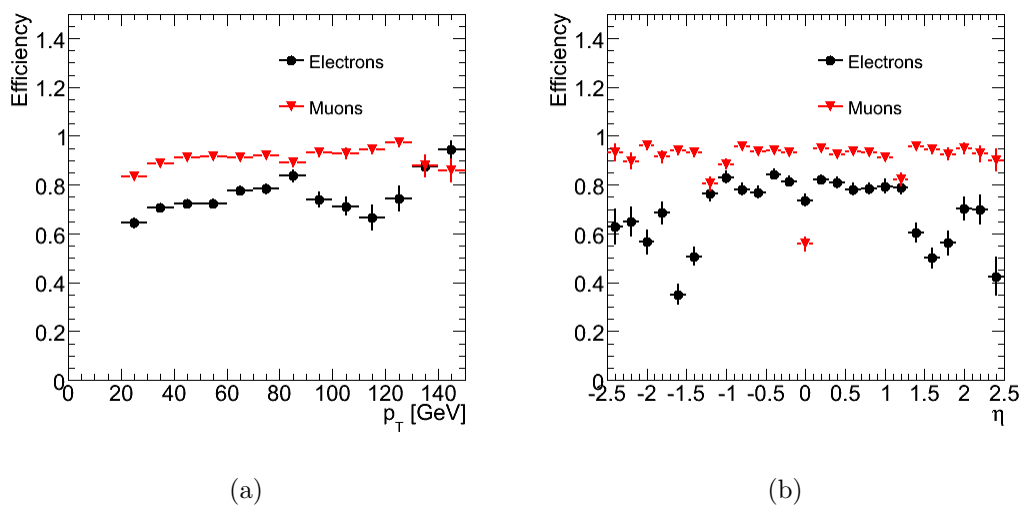 Efficiency
1.4
1.2
1
0.8
0.6
0.4
0.2
0
Electrons
Muons
0 20 40 60 80 100 120 140
p_T [GeV]
(a)
Efficiency
1.4
1.2
1
0.8
0.6
0.4
0.2
0
Electrons
Muons
-2.5 -2 -1.5 -1 -0.5 0 0.5 1 1.5 2 2.5
η
(b)